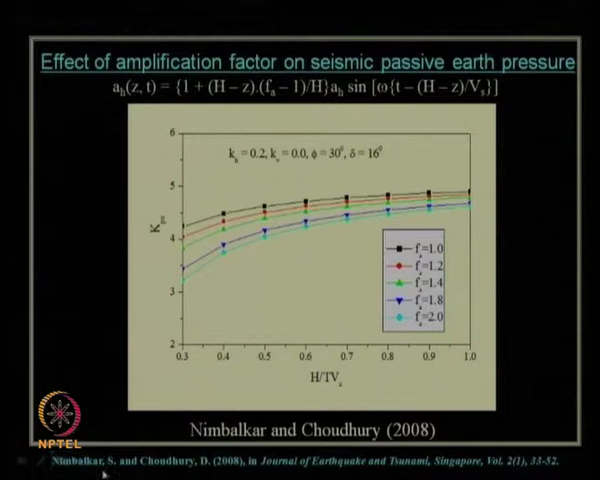 Effect of amplification factor on seismic passive earth pressure
aₕ(z, t) = {1 + (H – z).(fₐ – 1)/H}aₕ sin [ω{t – (H – z)/Vₛ}]
6
5
4
3
2
kₕ = 0.2, kᵥ = 0.0, ϕ = 30⁰, δ = 16⁰
Kₚₑ
fₐ=1.0
fₐ=1.2
fₐ=1.4
fₐ=1.8
fₐ=2.0
0.3 0.4 0.5 0.6 0.7 0.8 0.9 1.0
H/TVₛ
Nimbalkar and Choudhury (2008)
NPTEL
Nimbalkar, S. and Choudhury, D. (2008), in Journal of Earthquake and Tsunami, Singapore, Vol. 2(1), 33-52.